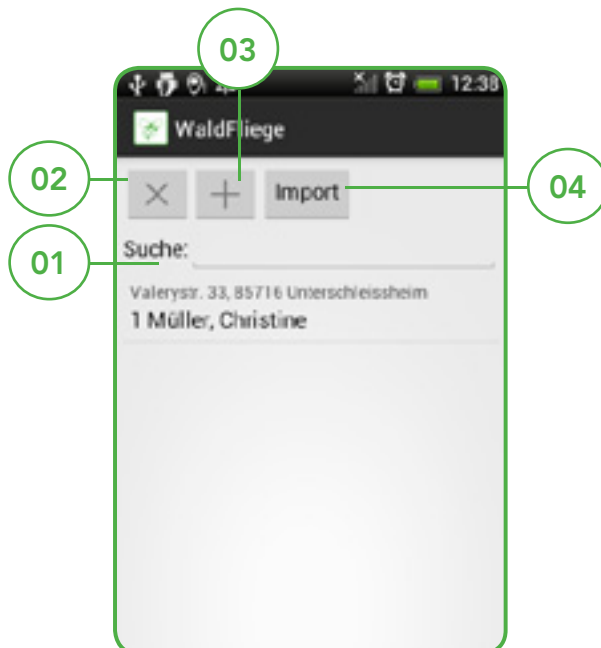 03
12:38
WaldFliege
02
04
Import
01
Suche:
Valerystr. 33, 85716 Unterschleissheim
1 Müller, Christine